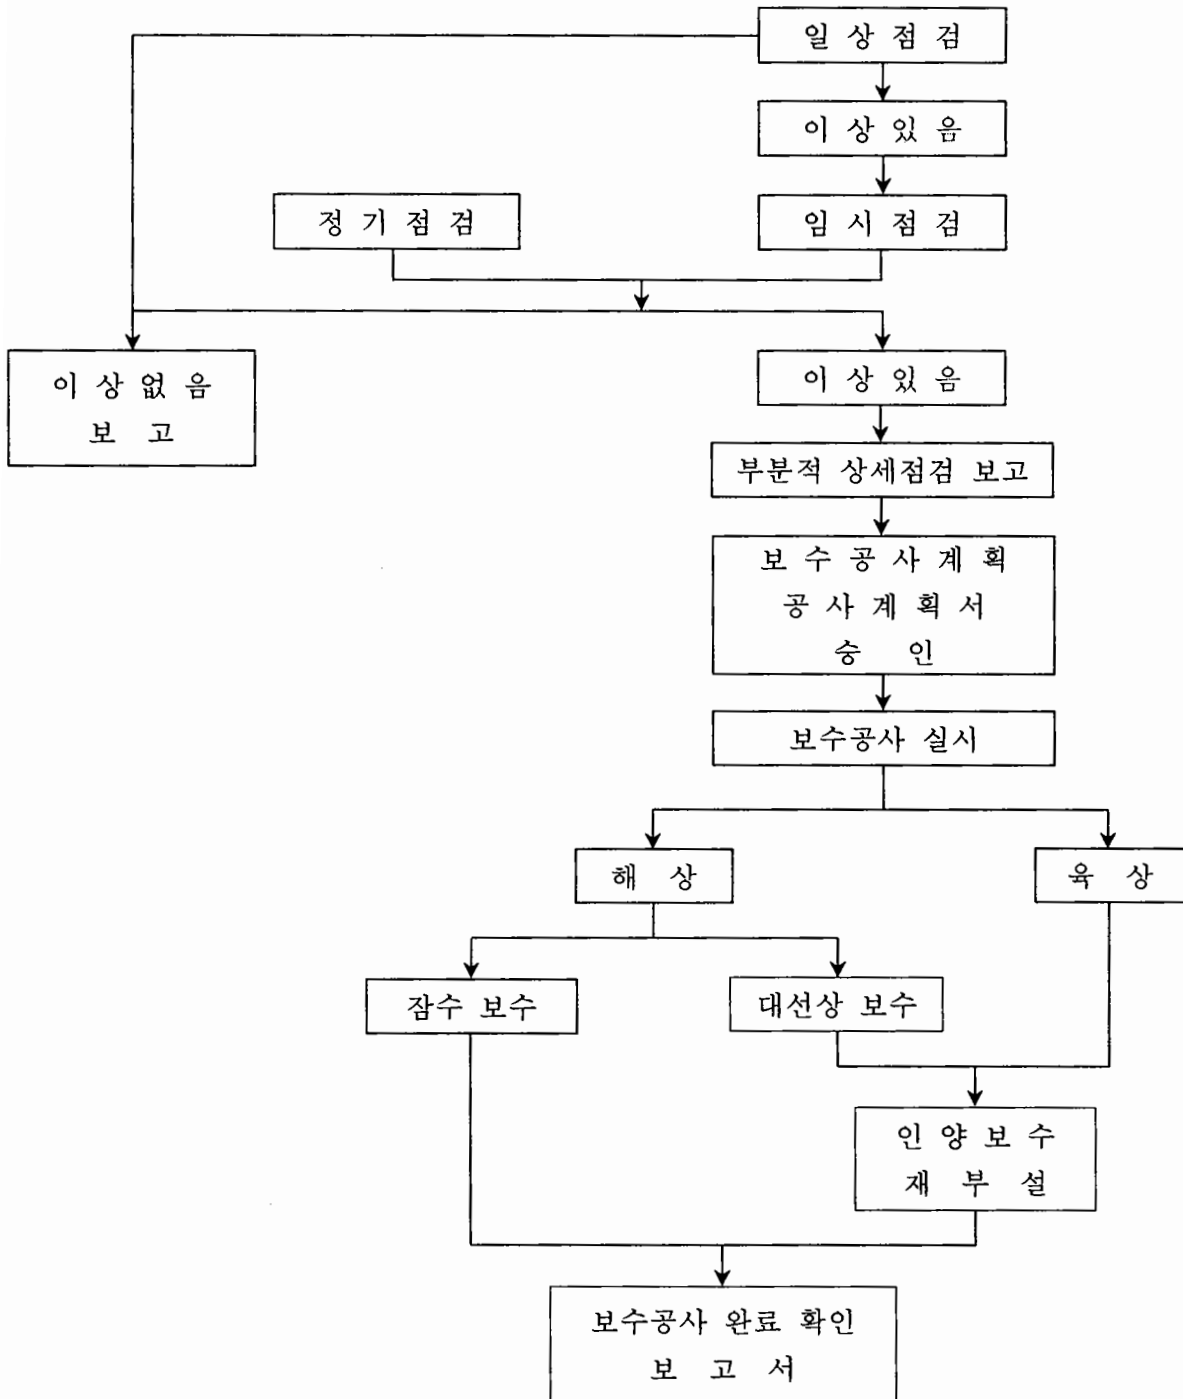 일 상 점 검
이 상 있 음
정 기 점 검
임 시 점 검
이 상 없 음
보 고
이 상 있 음
부분적 상세점검 보고
보 수 공 사 계 획
공 사 계 획 서
승 인
보수공사 실시
해 상
육 상
잠수 보수
대선상 보수
인 양 보 수
재 부 설
보수공사 완료 확인
보 고 서